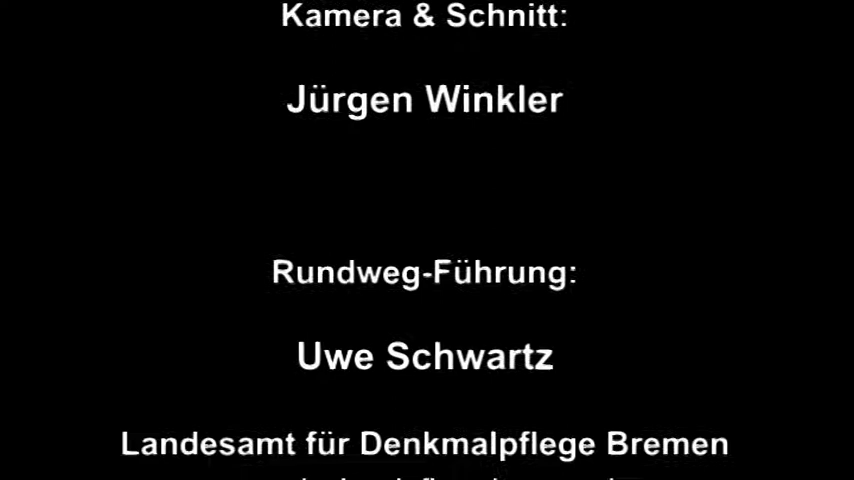 Kamera & Schnitt:
Jürgen Winkler
Rundweg-Führung:
Uwe Schwartz
Landesamt für Denkmalpflege Bremen